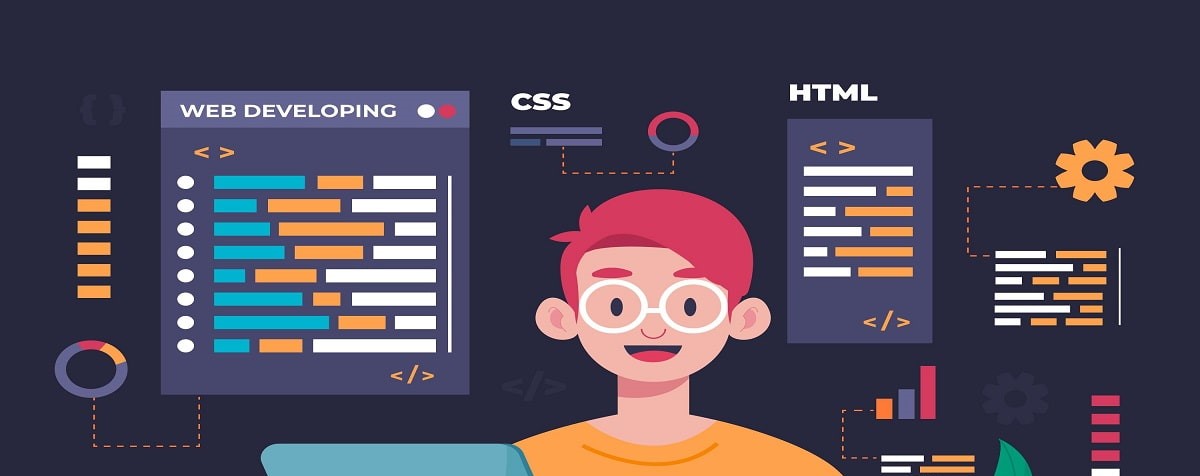 WEB DEVELOPING
< >
</>
CSS
HTML
< >
</>
{ }
</>